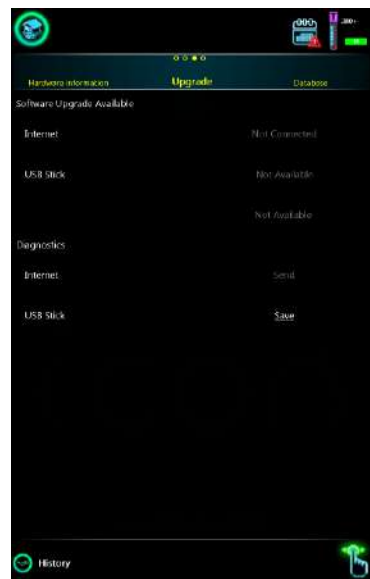 Hardware information Upgrade Database
Software Upgrade Available
Internet Not Connected
USB Stick Not Available
Not Available
Diagnostics
Internet Send
USB Stick Save
History